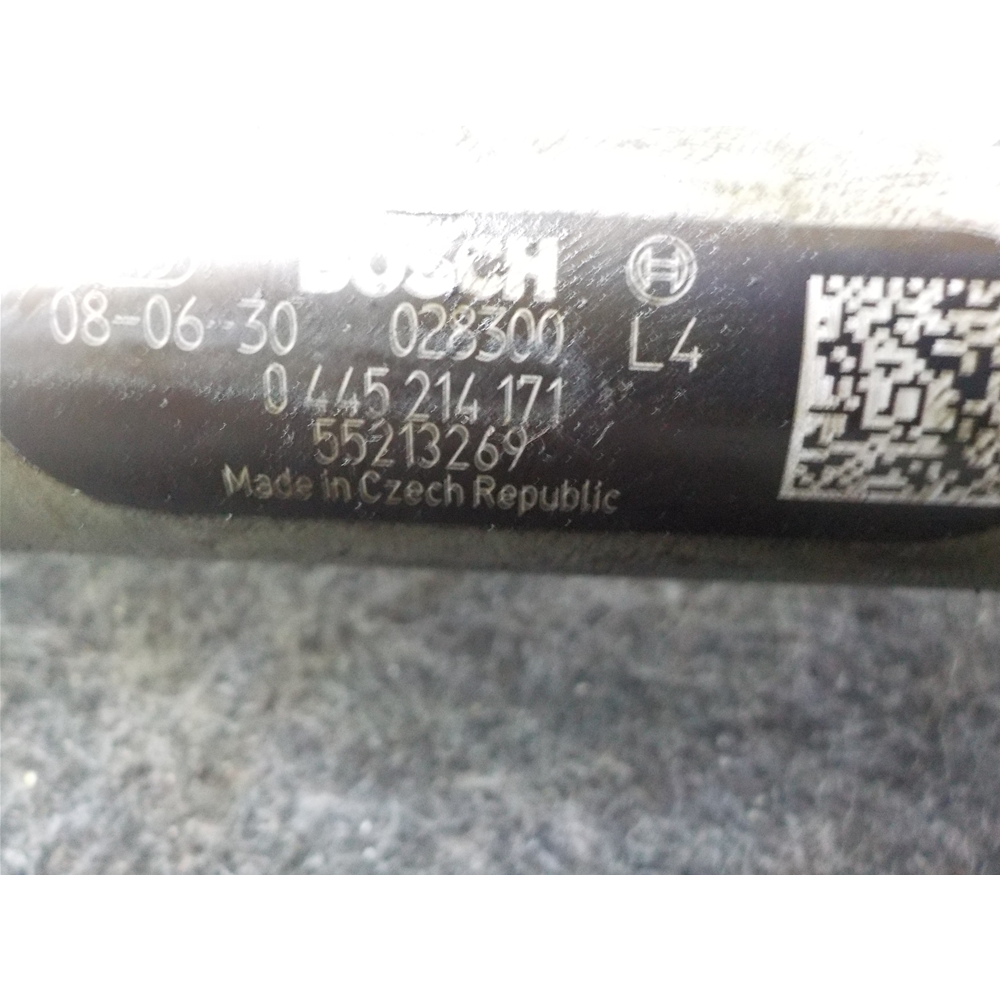 BOSCH
08-06-30 028300 L4
0 445 214 171
55213269
Made in Czech Republic